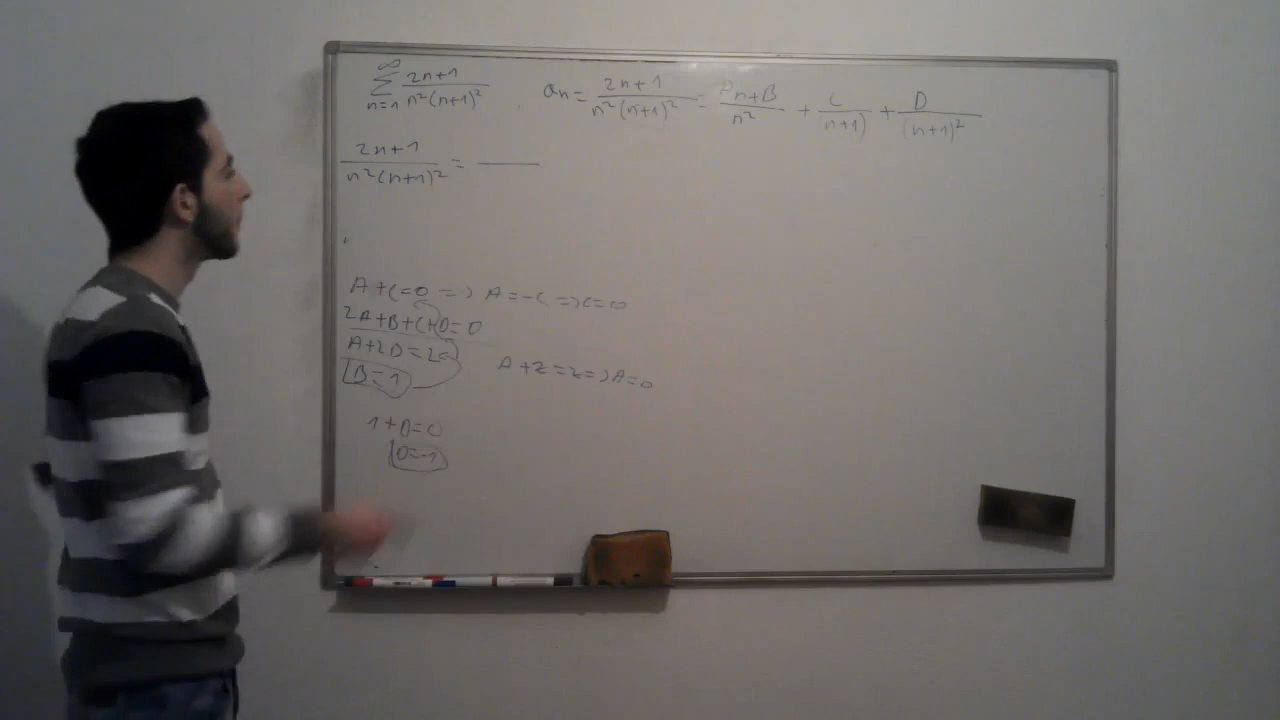 ∞
∑ 2n+1 / n²(n+1)² , an = 2n+1 / n²(n+1)² = An+B / n² + C / (n+1) + D / (n+1)²
n=1
2n+1 / n²(n+1)² =
A+C=0 => A=-C => C=0
2A+B+C+D=0
A+2D=2
A+2=2=>A=0
B=1
1+D=0
D=-1